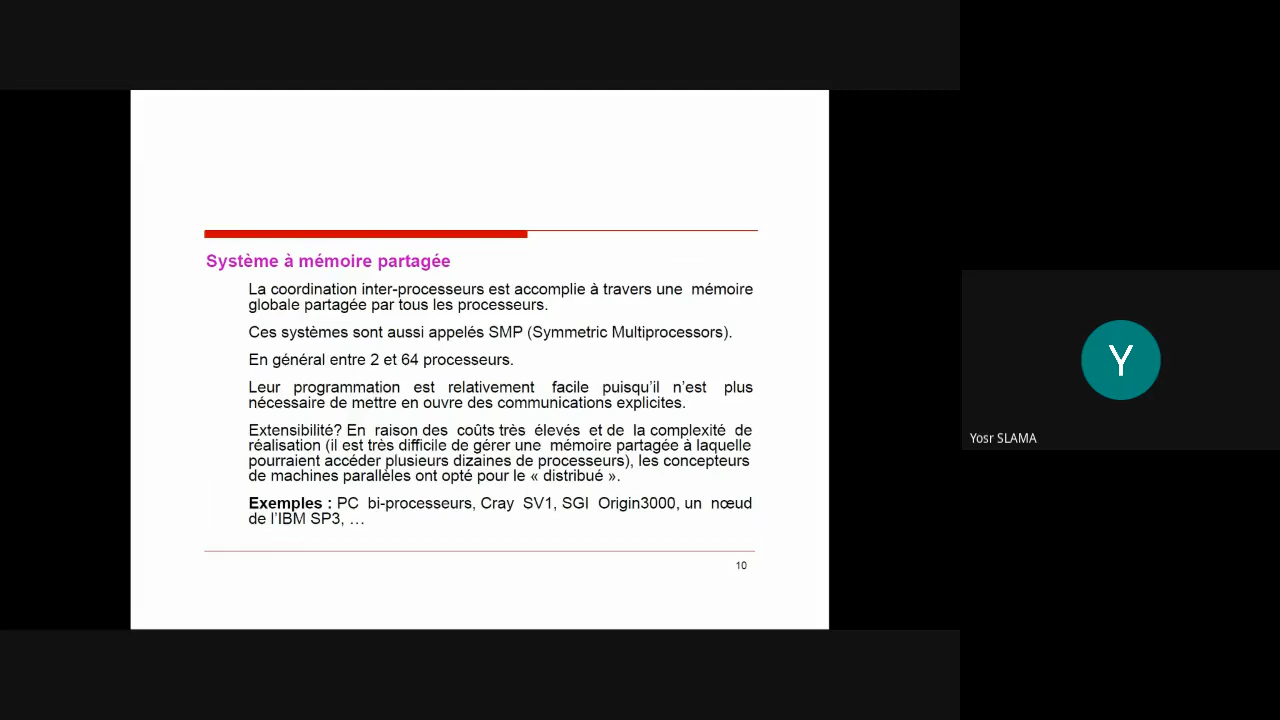 Système à mémoire partagée
La coordination inter-processeurs est accomplie à travers une mémoire
globale partagée par tous les processeurs.
Ces systèmes sont aussi appelés SMP (Symmetric Multiprocessors).
En général entre 2 et 64 processeurs.
Leur programmation est relativement facile puisqu'il n'est plus
nécessaire de mettre en ouvre des communications explicites.
Extensibilité? En raison des coûts très élevés et de la complexité de
réalisation (il est très difficile de gérer une mémoire partagée à laquelle
pourraient accéder plusieurs dizaines de processeurs), les concepteurs
de machines parallèles ont opté pour le « distribué ».
Exemples : PC bi-processeurs, Cray SV1, SGI Origin3000, un nœud
de l'IBM SP3, …
10
Y
Yosr SLAMA